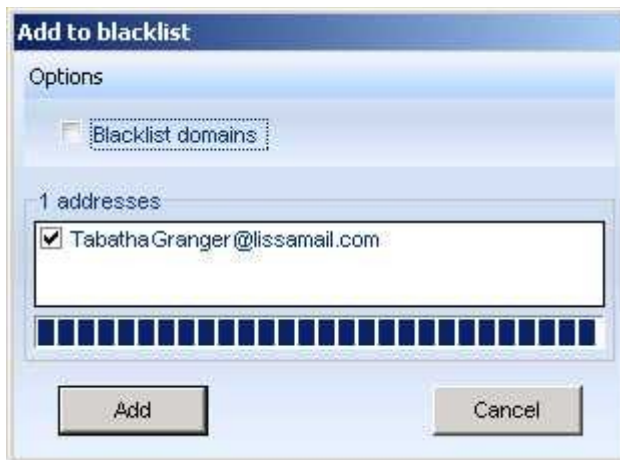 Add to blacklist
Options
Blacklist domains
1 addresses
TabathaGranger@lissamail.com
Add
Cancel